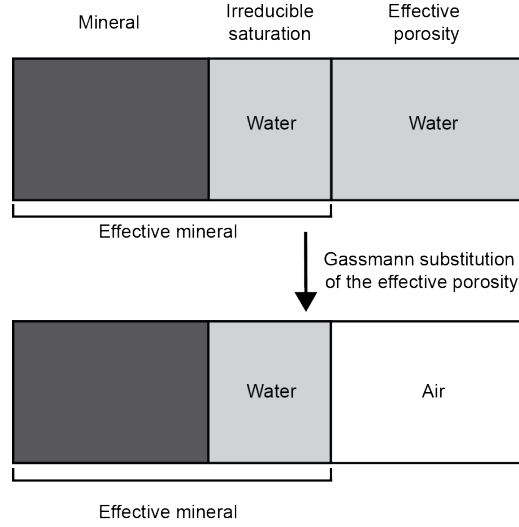 Mineral
Irreducible
saturation
Effective
porosity
Water
Water
Effective mineral
Gassmann substitution
of the effective porosity
Water
Air
Effective mineral